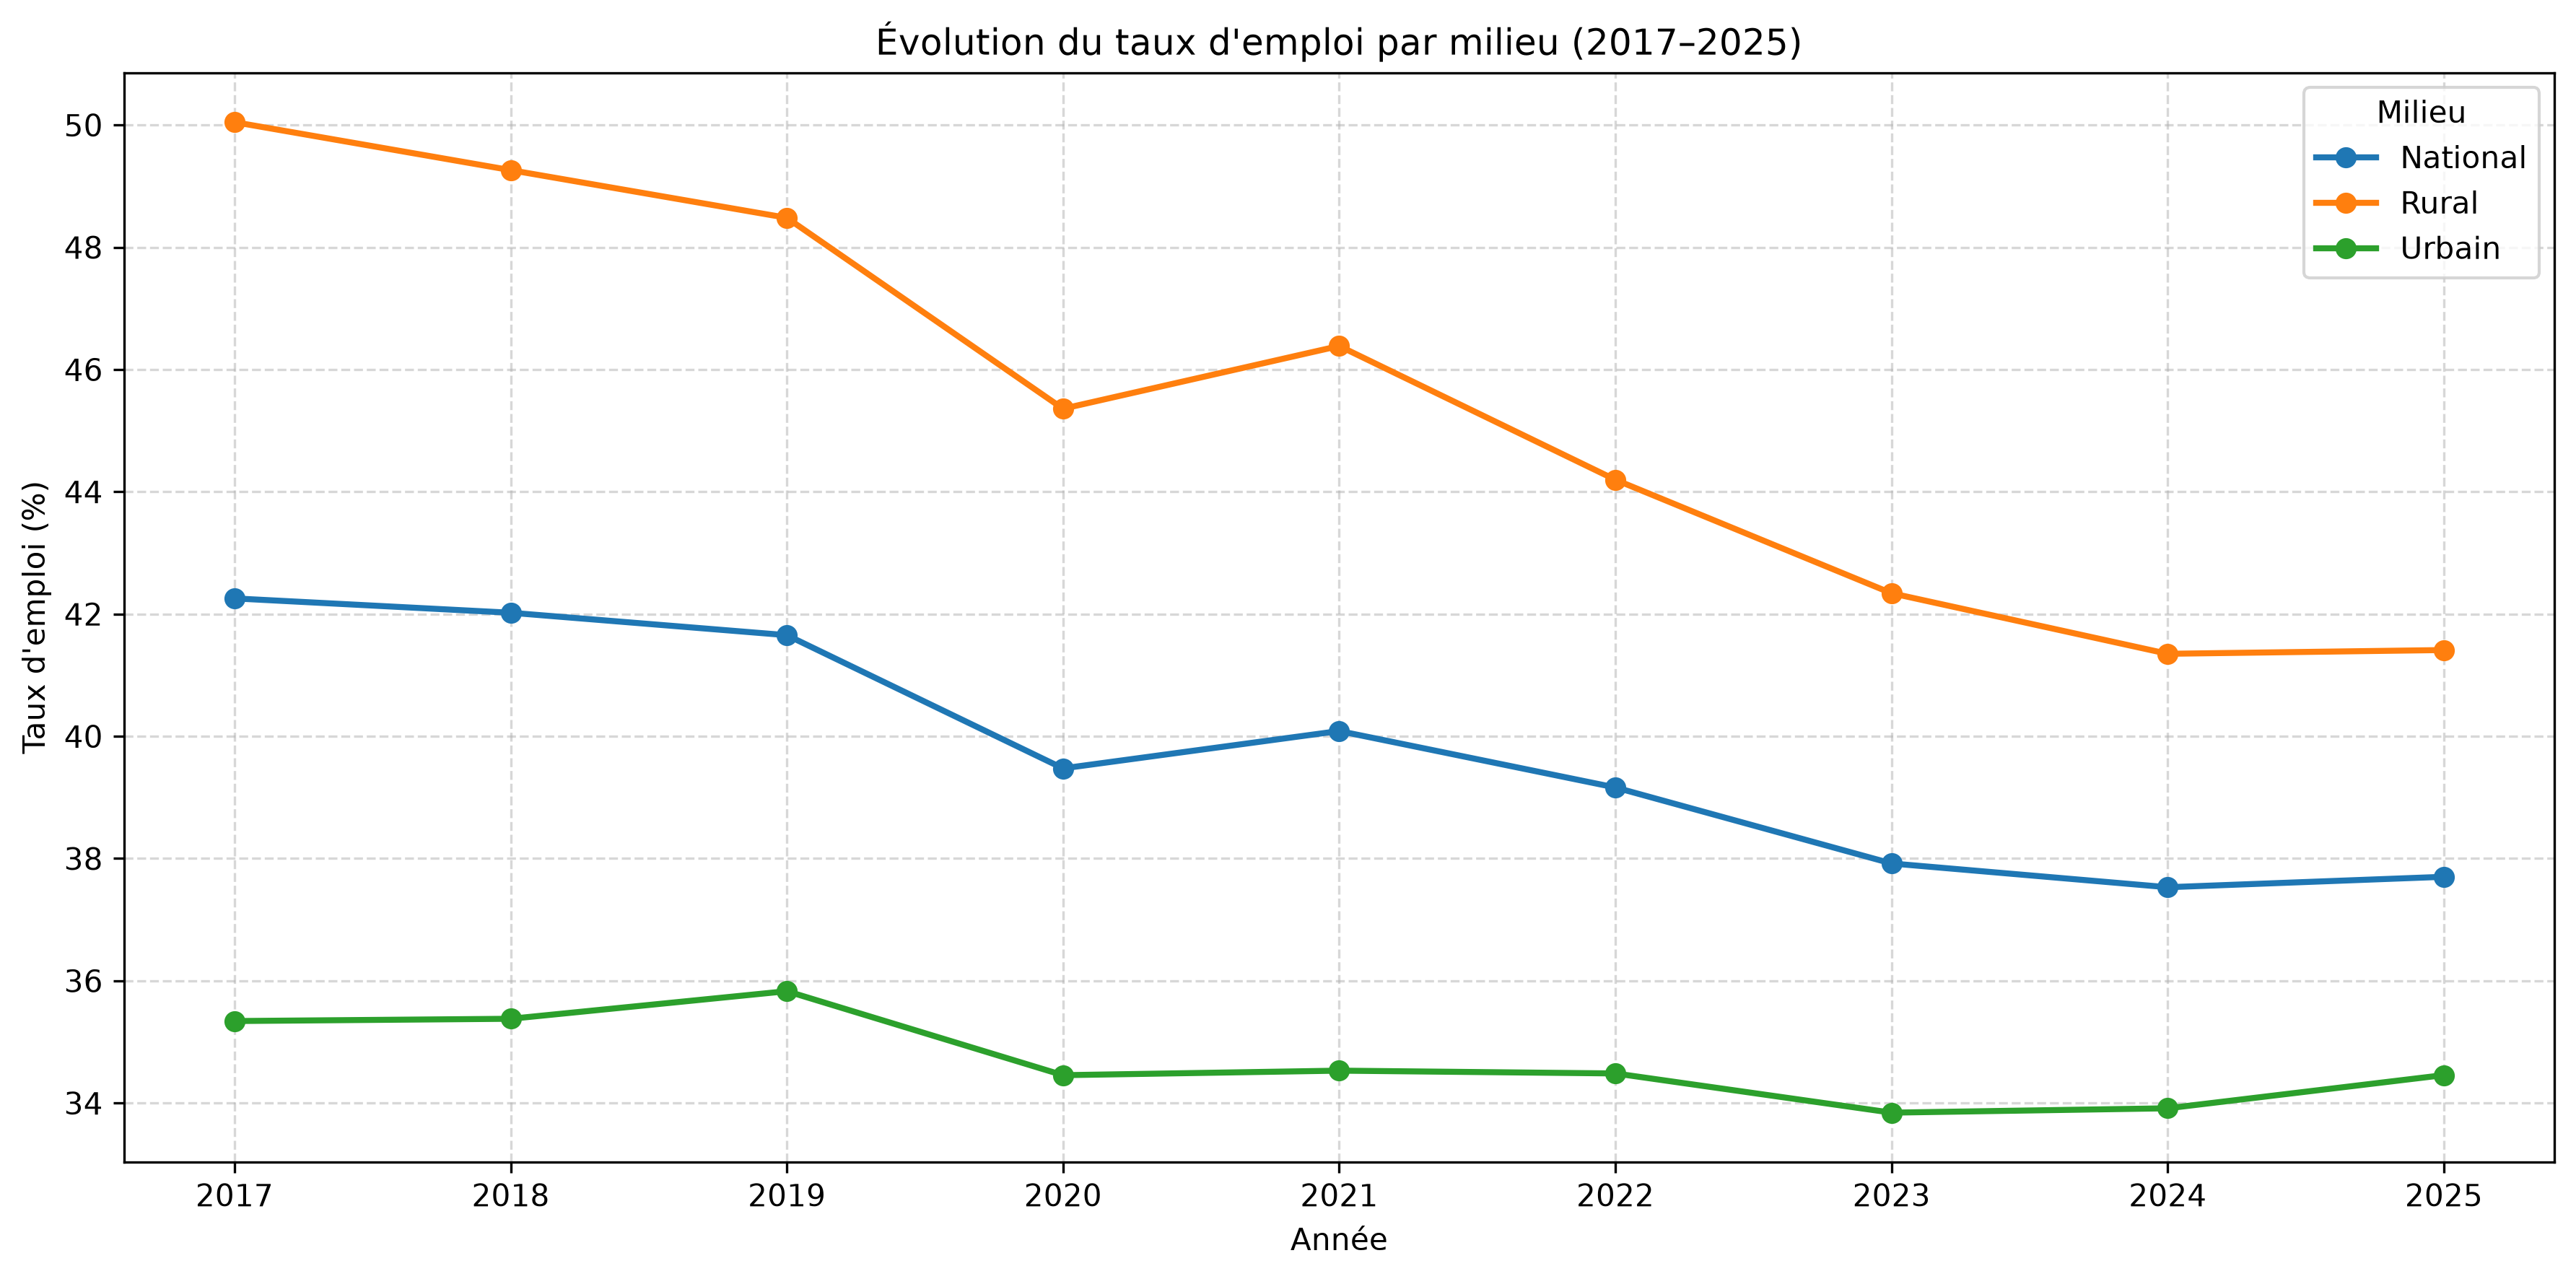 Évolution du taux d'emploi par milieu (2017–2025)
Milieu
National
Rural
Urbain
Taux d'emploi (%)
50
48
46
44
42
40
38
36
34
2017 2018 2019 2020 2021 2022 2023 2024 2025
Année